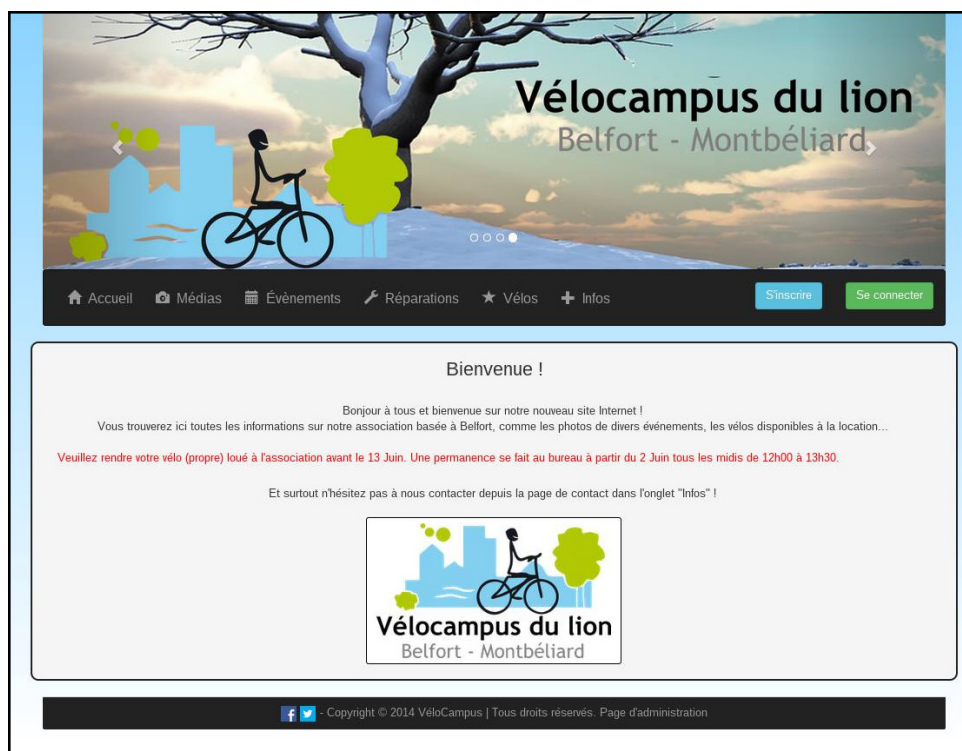 Vélocampus du lion
Belfort - Montbéliard
Accueil Médias Évènements Réparations Vélos Infos S'inscrire Se connecter
Bienvenue !
Bonjour à tous et bienvenue sur notre nouveau site Internet !
Vous trouverez ici toutes les informations sur notre association basée à Belfort, comme les photos de divers événements, les vélos disponibles à la location...
Veuillez rendre votre vélo (propre) loué à l'association avant le 13 Juin. Une permanence se fait au bureau à partir du 2 Juin tous les midis de 12h00 à 13h30.
Et surtout n'hésitez pas à nous contacter depuis la page de contact dans l'onglet "Infos" !
Vélocampus du lion
Belfort - Montbéliard
- Copyright © 2014 VéloCampus | Tous droits réservés. Page d'administration